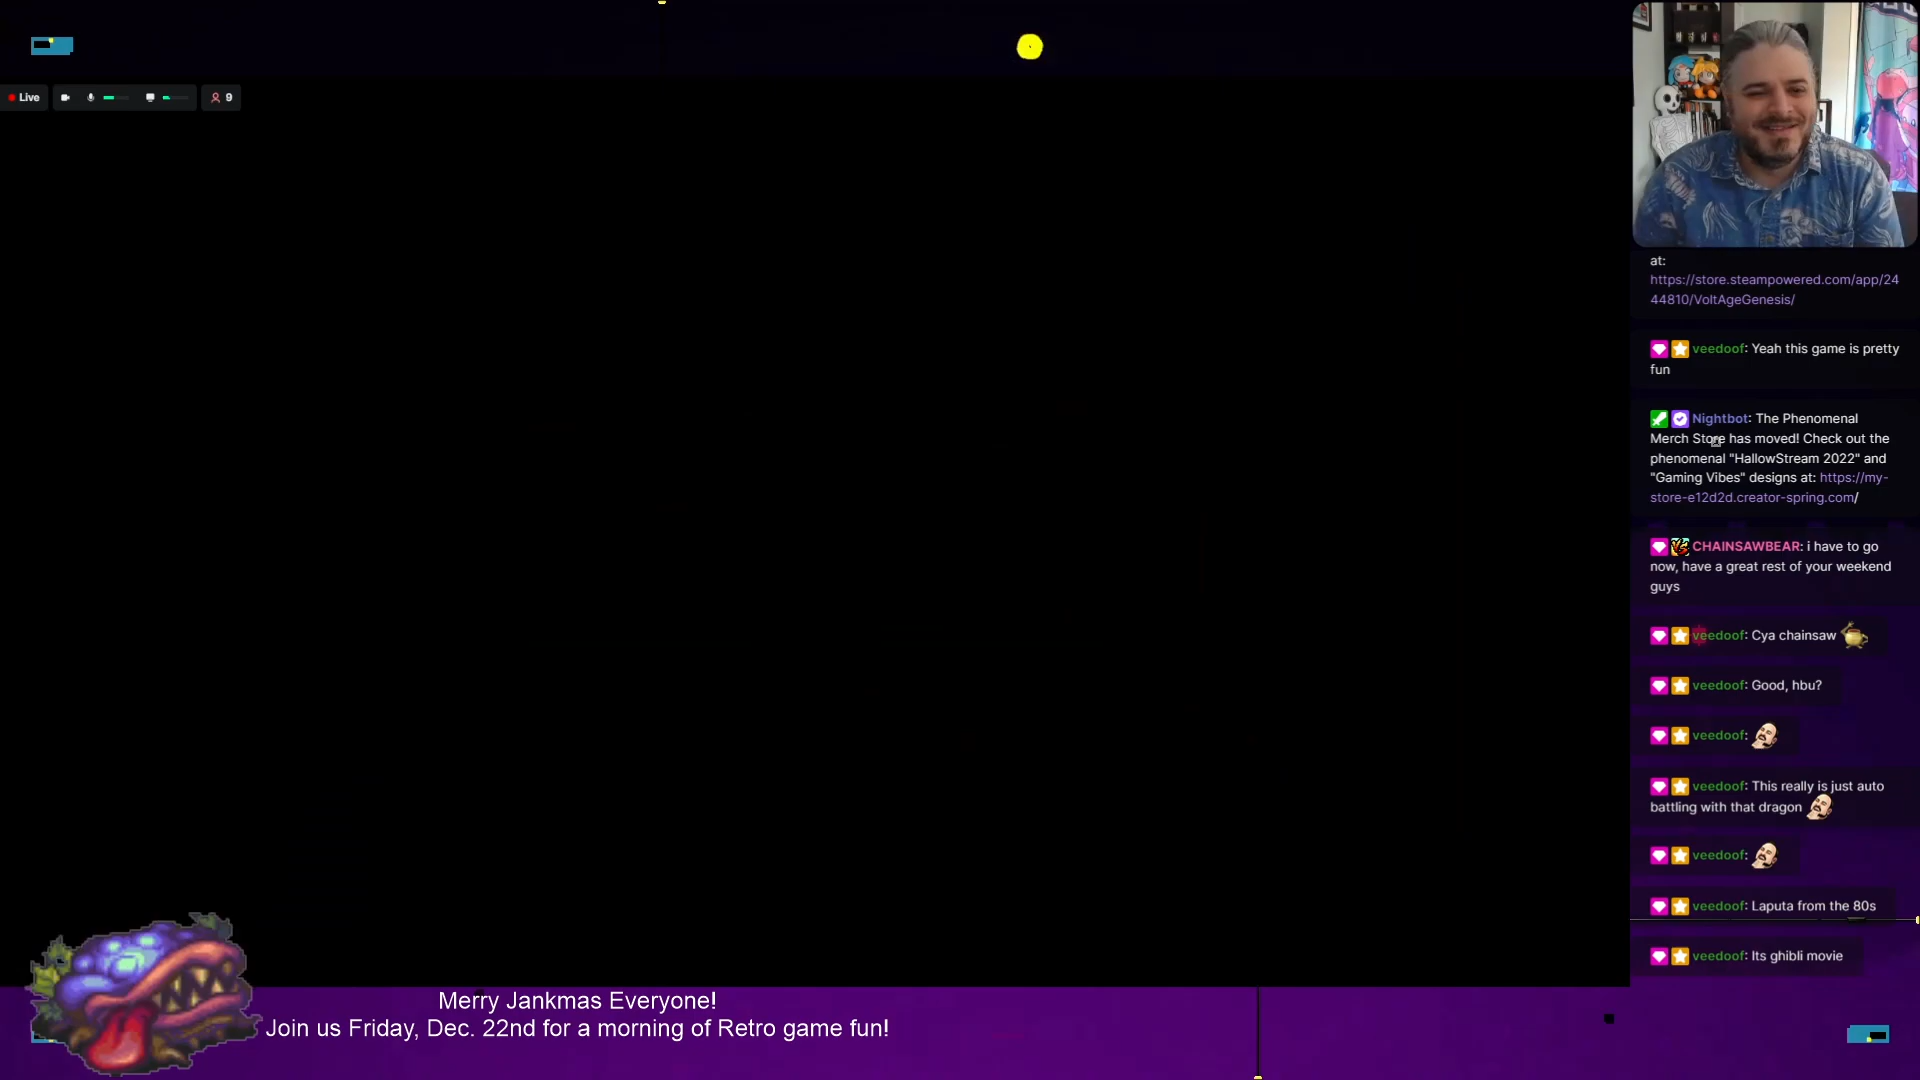 Live
9
at:
https://store.steampowered.com/app/24
44810/VoltAgeGenesis/
veedoof: Yeah this game is pretty
fun
Nightbot: The Phenomenal
Merch Store has moved! Check out the
phenomenal "HallowStream 2022" and
"Gaming Vibes" designs at: https://my-
store-e12d2d.creator-spring.com/
CHAINSAWBEAR: i have to go
now, have a great rest of your weekend
guys
veedoof: Cya chainsaw
veedoof: Good, hbu?
veedoof:
veedoof: This really is just auto
battling with that dragon
veedoof:
veedoof: Laputa from the 80s
veedoof: Its ghibli movie
Merry Jankmas Everyone!
Join us Friday, Dec. 22nd for a morning of Retro game fun!